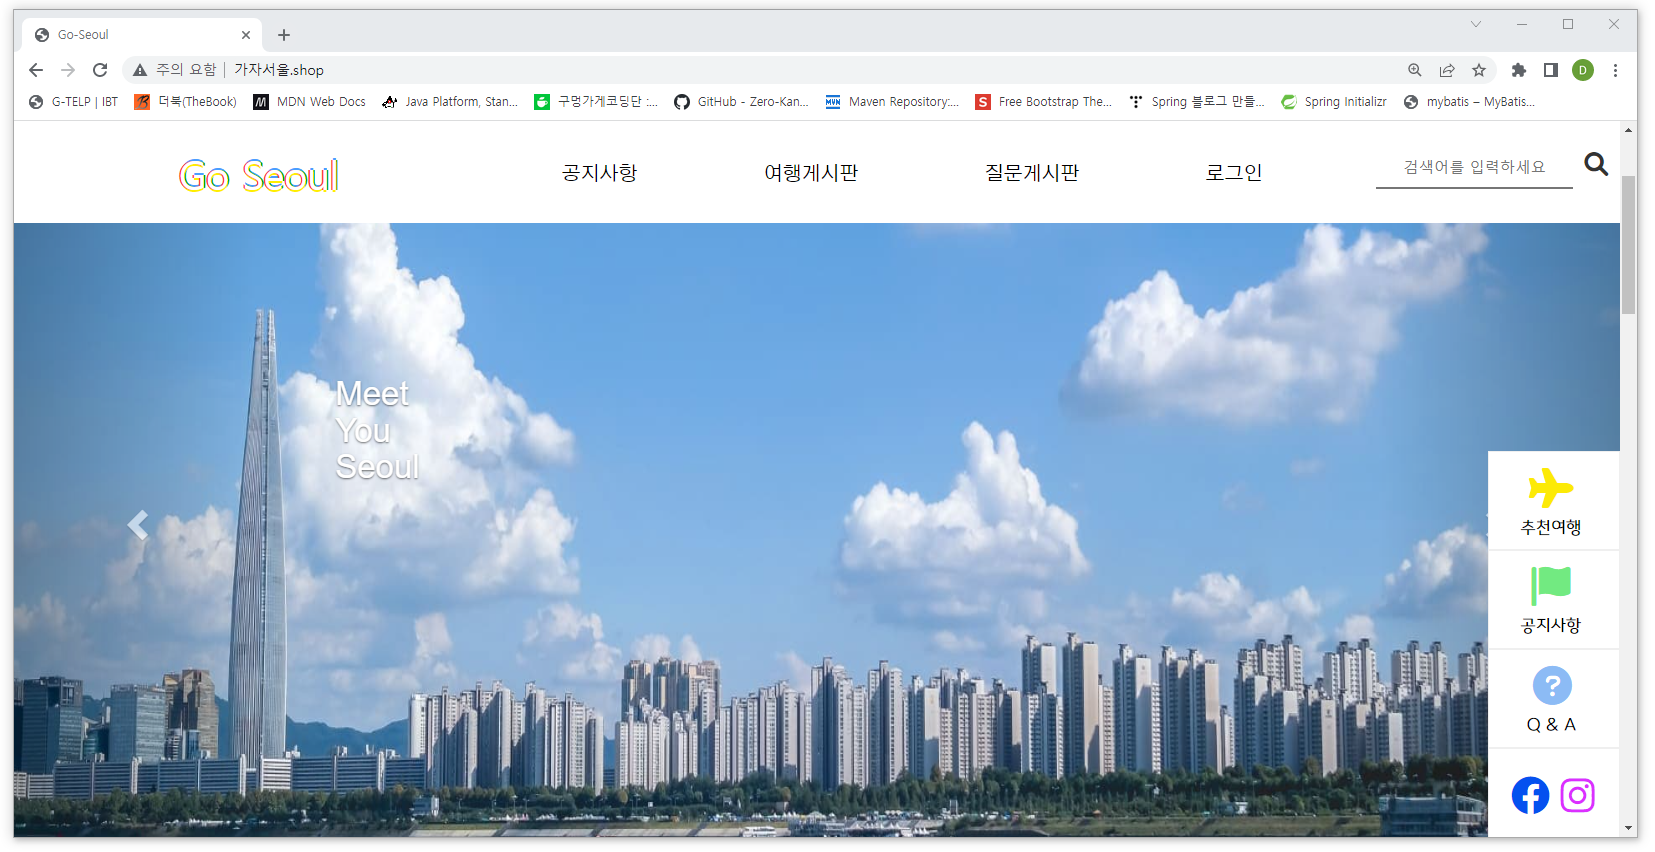 Go-Seoul
주의 요함 가자서울.shop
G-TELP | IBT 더북(TheBook) MDN Web Docs Java Platform, Stan... 구멍가게코딩단 :... GitHub - Zero-Kan... Maven Repository:... Free Bootstrap The... Spring 블로그 만들... Spring Initializr mybatis – MyBatis...
Go Seoul 공지사항 여행게시판 질문게시판 로그인 검색어를 입력하세요
Meet
You
Seoul
추천여행
공지사항
Q & A